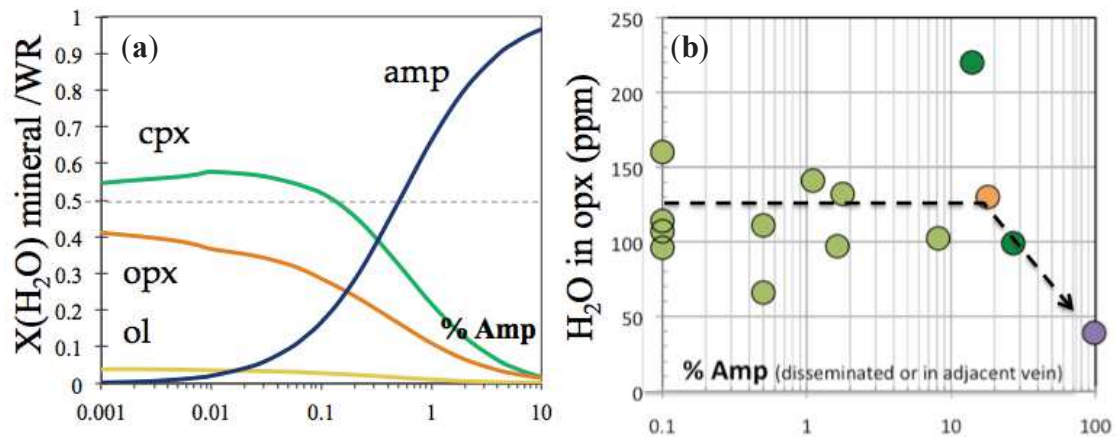 (a)
X(H₂O) mineral /WR
1
0.9
0.8
0.7
0.6
0.5
0.4
0.3
0.2
0.1
0
amp
cpx
opx
ol
% Amp
0.001
0.01
0.1
1
10
(b)
H₂O in opx (ppm)
250
200
150
100
50
0
% Amp (disseminated or in adjacent vein)
0.1
1
10
100